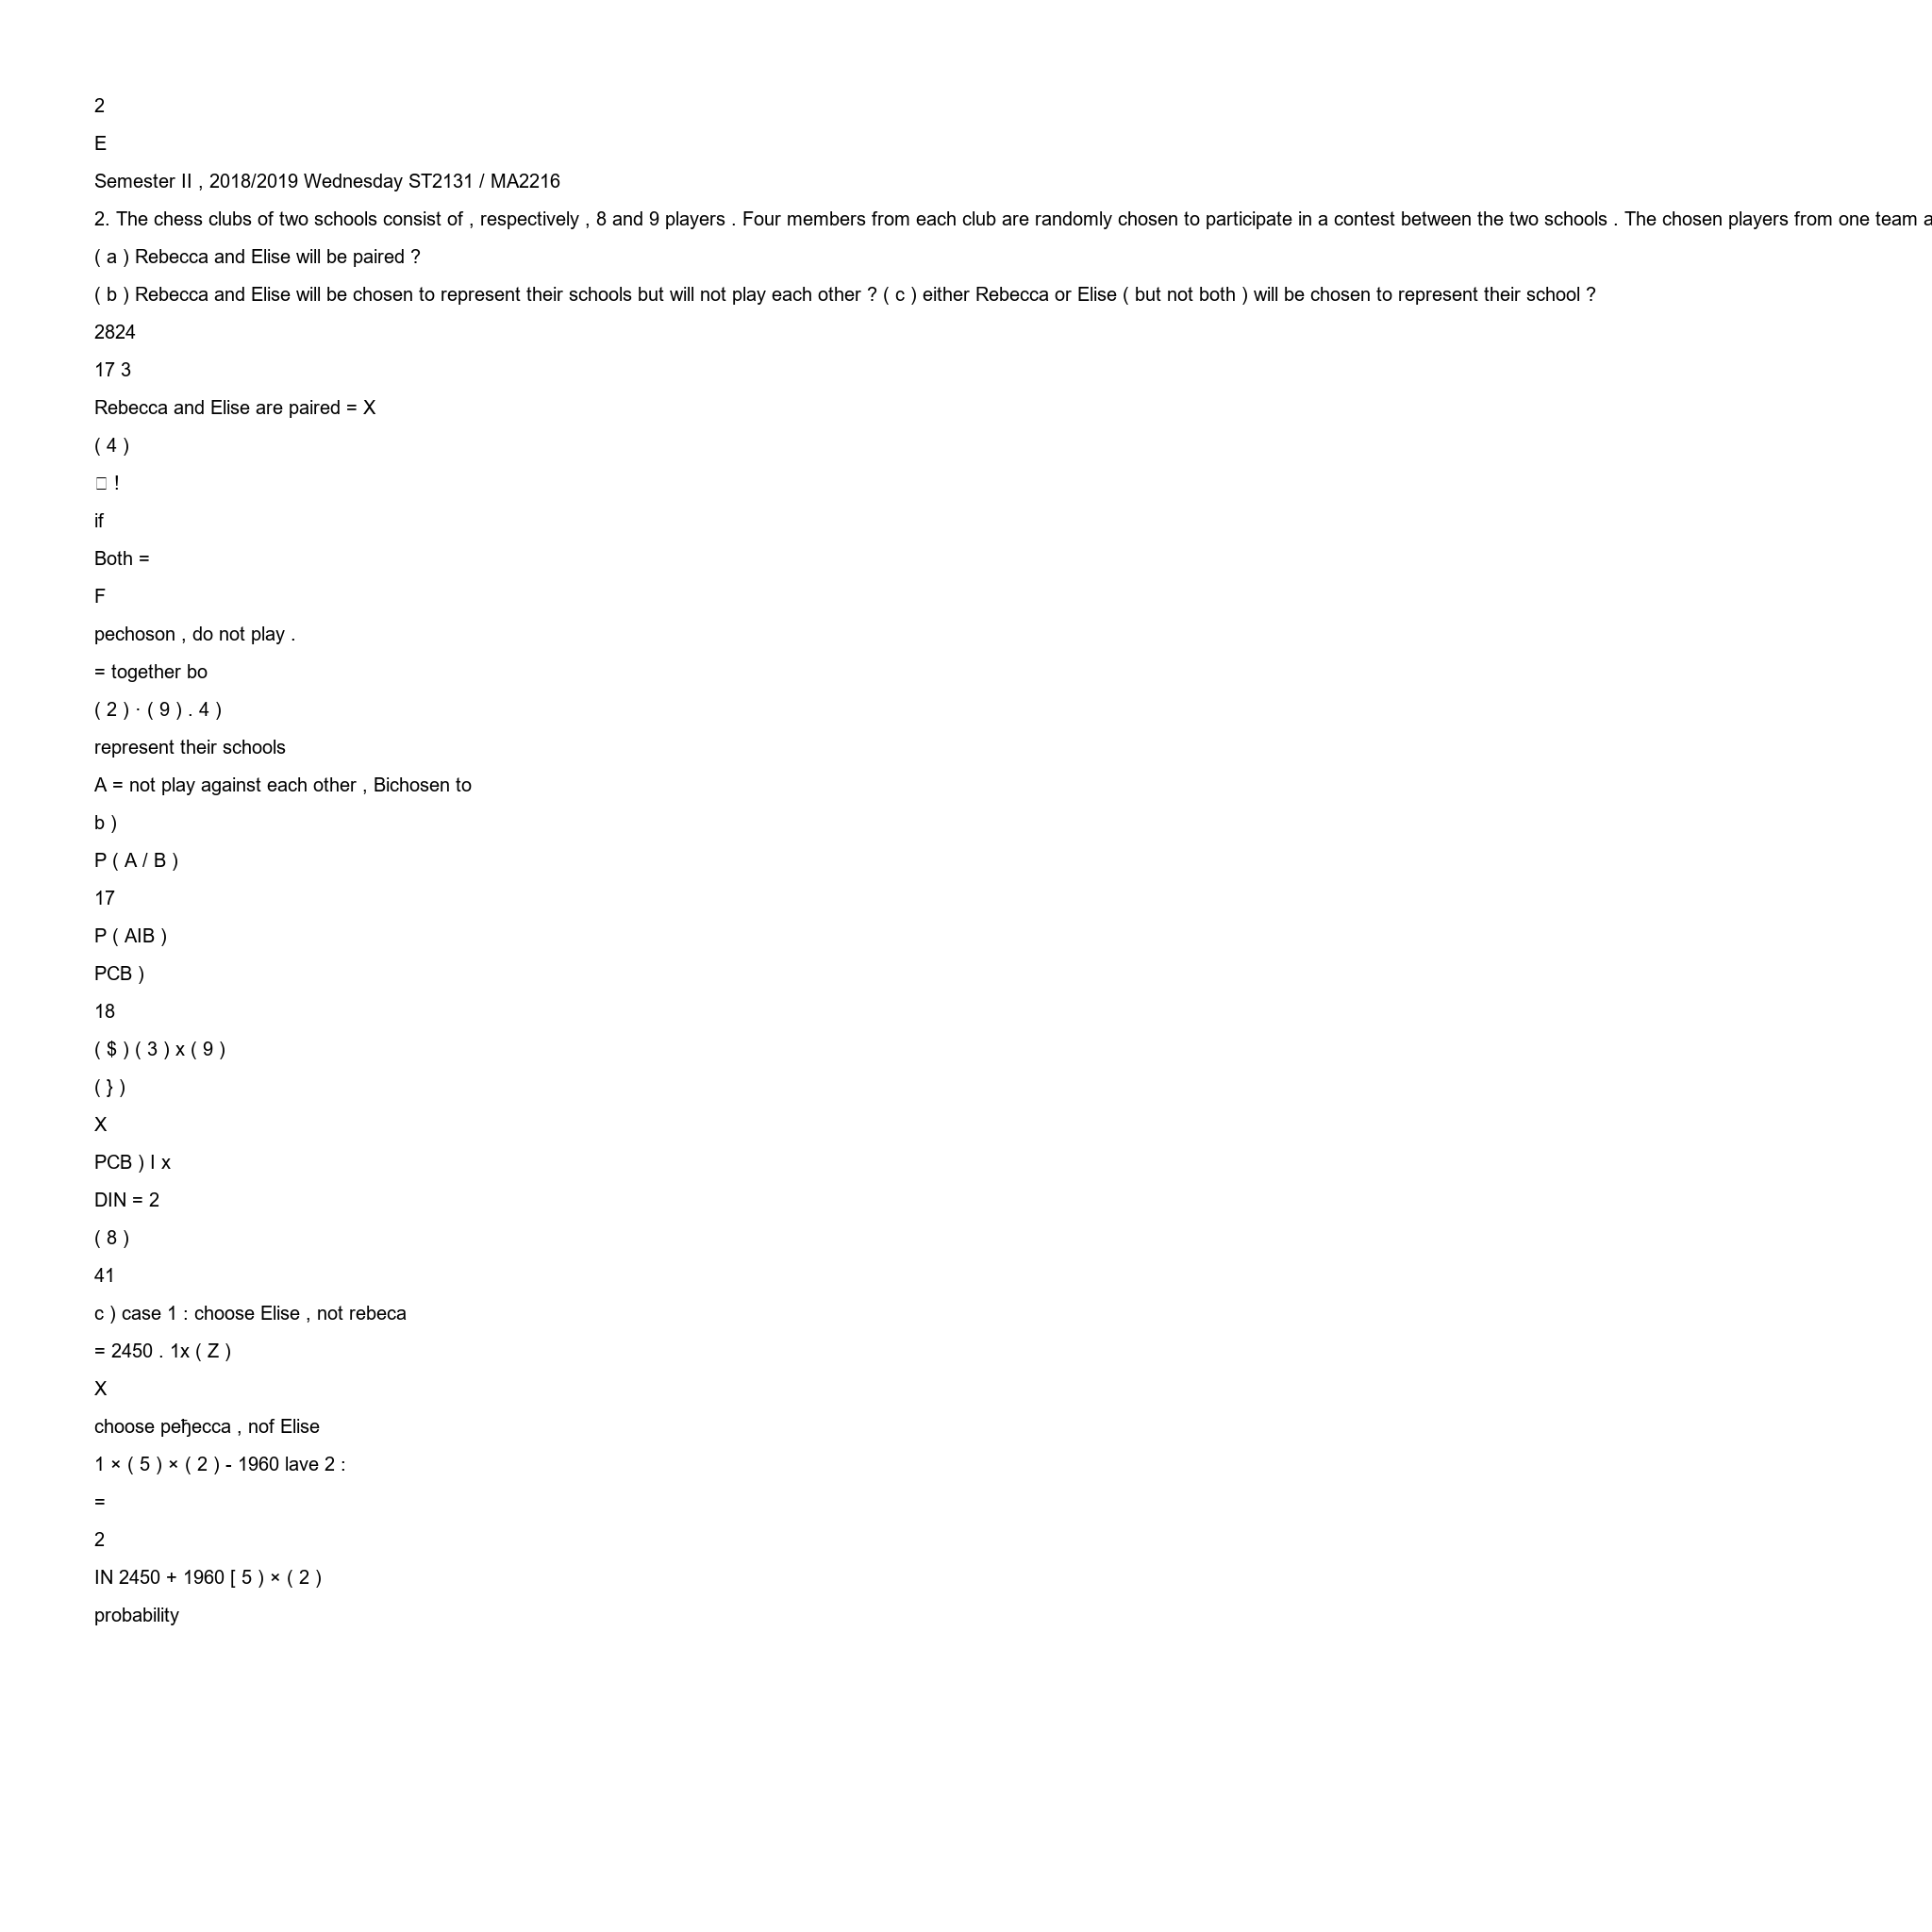 2
E
Semester II , 2018/2019 Wednesday ST2131 / MA2216
2. The chess clubs of two schools consist of , respectively , 8 and 9 players . Four members from each club are randomly chosen to participate in a contest between the two schools . The chosen players from one team a
( a ) Rebecca and Elise will be paired ?
( b ) Rebecca and Elise will be chosen to represent their schools but will not play each other ? ( c ) either Rebecca or Elise ( but not both ) will be chosen to represent their school ?
2824
17 3
Rebecca and Elise are paired = X
( 4 )
□ !
if
Both =
F
pechoson , do not play .
= together bo
( 2 ) · ( 9 ) . 4 )
represent their schools
A = not play against each other , Bichosen to
b )
P ( A / B )
17
P ( AIB )
PCB )
18
( $ ) ( 3 ) x ( 9 )
( } )
X
PCB ) I x
DIN = 2
( 8 )
41
c ) case 1 : choose Elise , not rebeca
= 2450 . 1x ( Z )
X
choose peђecca , nof Elise
1 × ( 5 ) × ( 2 ) - 1960 lave 2 :
=
2
IN 2450 + 1960 [ 5 ) × ( 2 )
probability